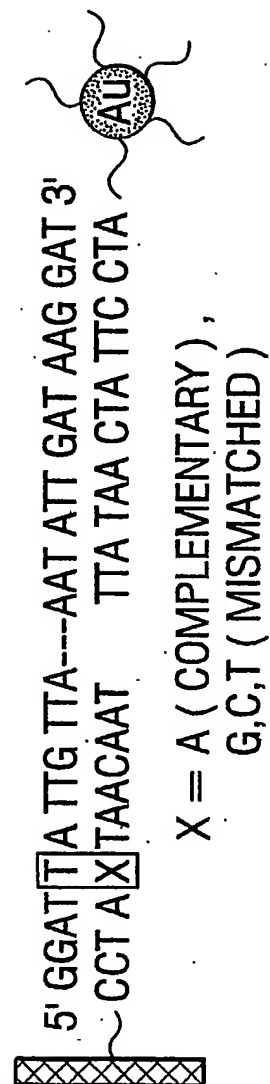 5' GGATTA TTG TTA---AAT ATT GAT AAG GAT 3'
CCT A X TAACAAT TTA TAA CTA TTC CTA
Au
X = A ( COMPLEMENTARY ) ,
G,C,T ( MISMATCHED )